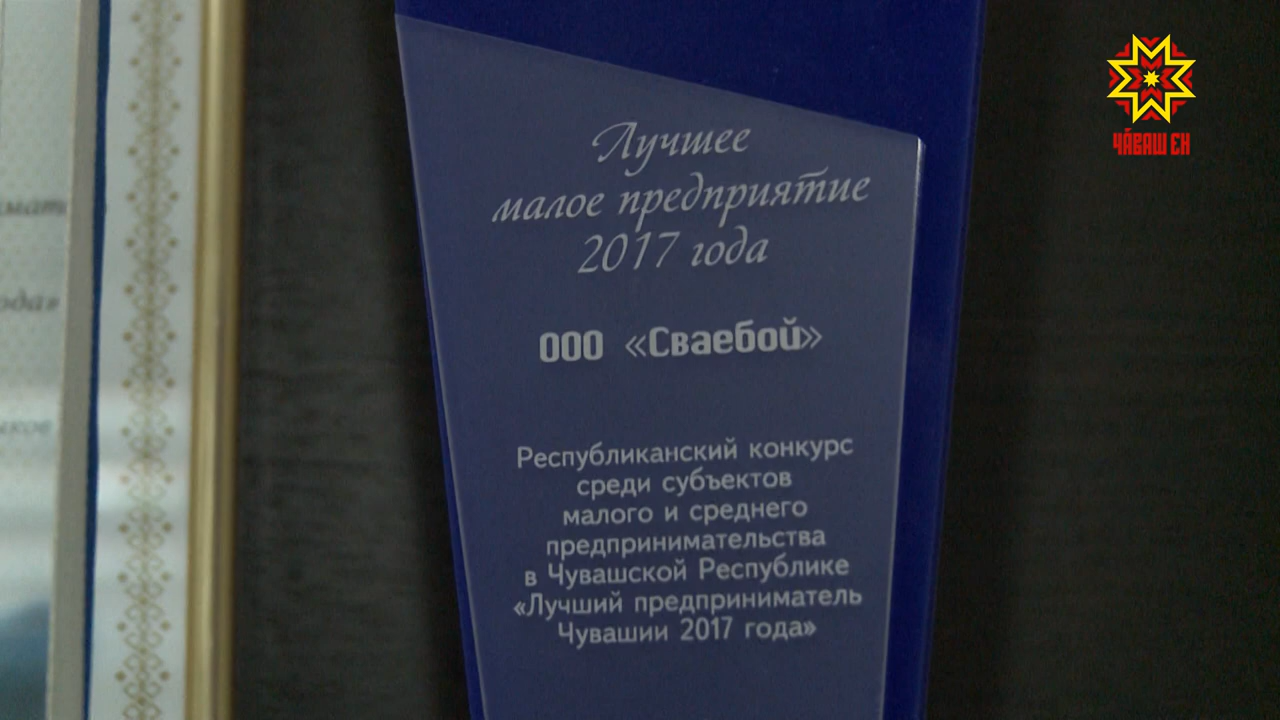 Лучшее
малое предприятие
2017 года
ООО «Сваебой»
Республиканский конкурс
среди субъектов
малого и среднего
предпринимательства
в Чувашской Республике
«Лучший предприниматель
Чувашии 2017 года»
ЧĂВАШ ЕН